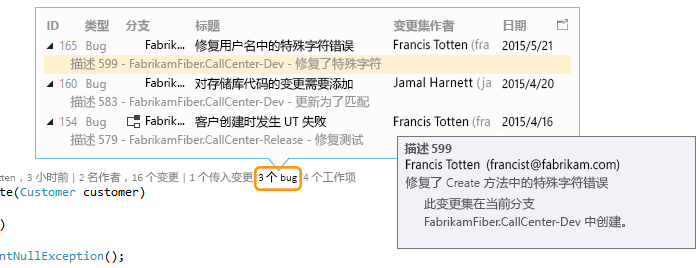 ID 类型 分支 标题 变更集作者 日期
165 Bug Fabrik... 修复用户名中的特殊字符错误 Francis Totten (fra 2015/5/21
描述 599 - FabrikamFiber.CallCenter-Dev - 修复了特殊字符
160 Bug Fabrik... 对存储库代码的变更需要添加 Jamal Harnett (ja 2015/4/20
描述 583 - FabrikamFiber.CallCenter-Dev - 更新为了匹配
154 Bug Fabrik... 客户创建时发生 UT 失败 Francis Totten (fra 2015/4/16
描述 579 - FabrikamFiber.CallCenter-Release - 修复测试
描述 599
Francis Totten (francist@fabrikam.com)
修复了 Create 方法中的特殊字符错误
此变更集在当前分支
FabrikamFiber.CallCenter-Dev 中创建。
tten , 3 小时前 | 2 名作者 , 16 个变更 | 1 个传入变更 3 个 bug 4 个工作项
te(Customer customer)
)
ntNullException();